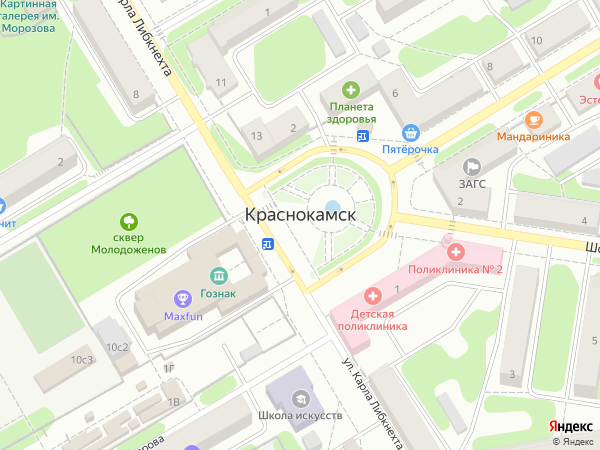 Картинная
галерея им.
Морозова
Карла Либкнехта
1
11
8
2
13
2
Планета
здоровья
6
10
Эсте
Мандариника
Пятёрочка
ЗАГС
2
4
нит
сквер
Молодоженов
Краснокамск
Шо
Поликлиника № 2
1
Детская
поликлиника
Гознак
Maxfun
10с2
10с3
1Г
1В
5
3
Школа искусств
ул. Карла Либкнехта
рова
Яндекс
© Яндекс